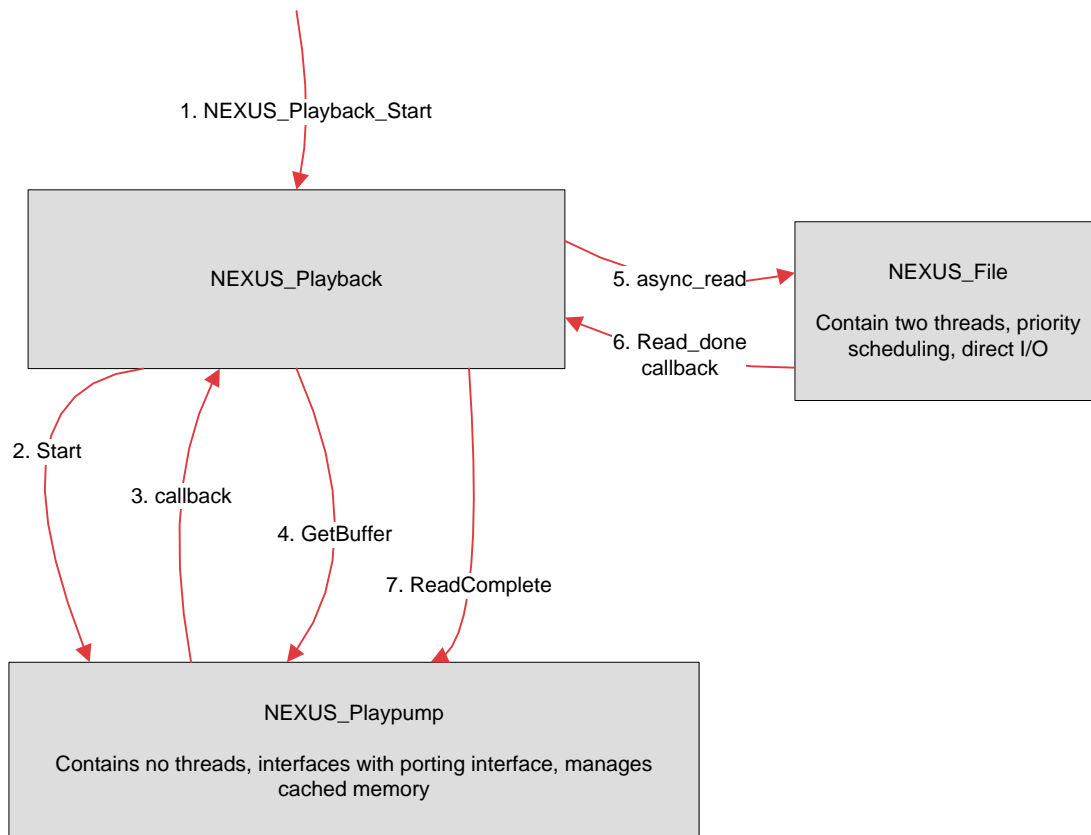 1. NEXUS_Playback_Start
NEXUS_Playback
NEXUS_File
Contain two threads, priority
scheduling, direct I/O
5. async_read
6. Read_done
callback
2. Start
3. callback
4. GetBuffer
7. ReadComplete
NEXUS_Playpump
Contains no threads, interfaces with porting interface, manages
cached memory